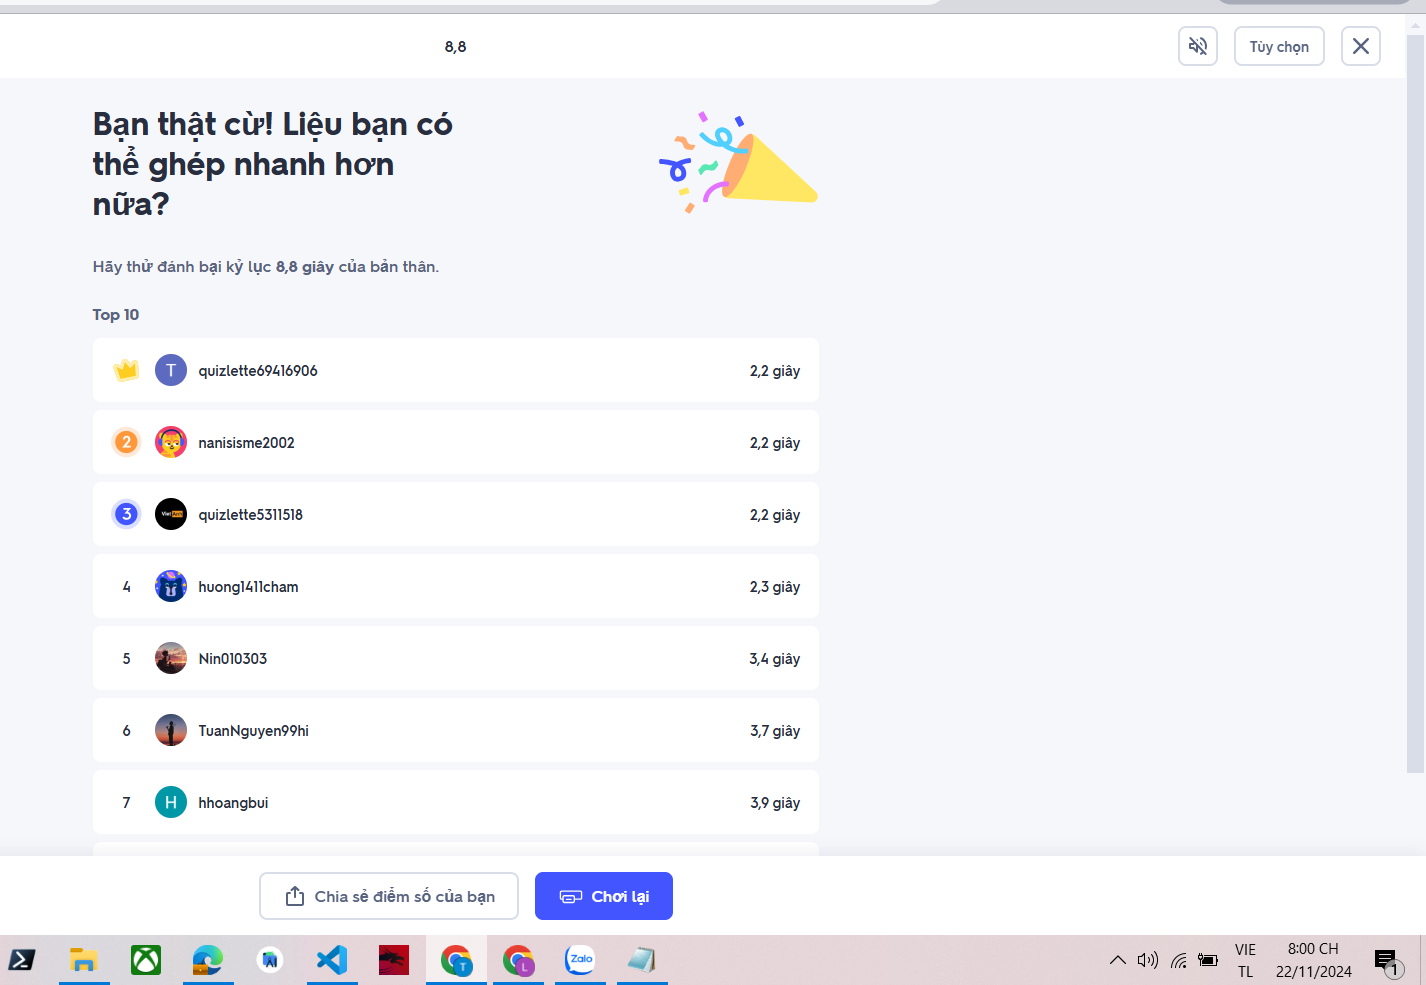 8,8
Tùy chọn
Bạn thật cừ! Liệu bạn có
thể ghép nhanh hơn
nữa?
Hãy thử đánh bại kỷ lục 8,8 giây của bản thân.
Top 10
T quizlette69416906 2,2 giây
2 nanisisme2002 2,2 giây
3 quizlette5311518 2,2 giây
4 huong1411cham 2,3 giây
5 Nin010303 3,4 giây
6 TuanNguyen99hi 3,7 giây
7 H hhoangbui 3,9 giây
Chia sẻ điểm số của bạn
Chơi lại
T
L
Zalo
VIE
TL
8:00 CH
22/11/2024
1